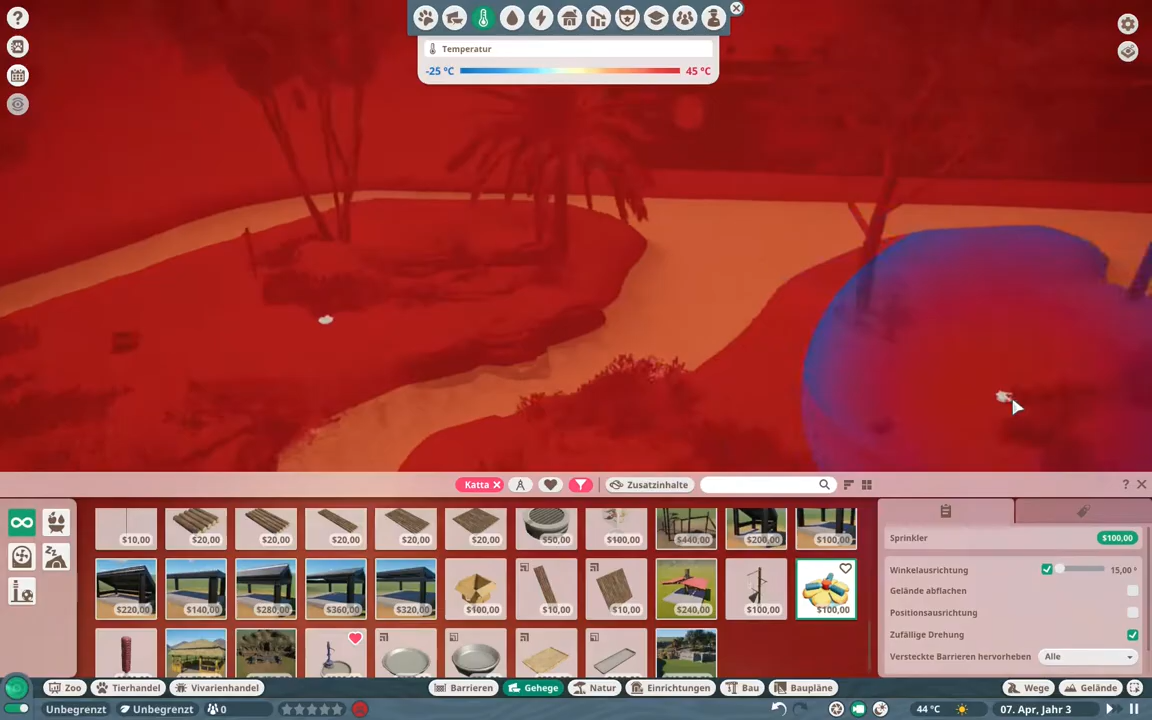 ?
Temperatur
-25 °C 45 °C
Katta ×
Zusatzinhalte
? ×
$10,00 $20,00 $20,00 $20,00 $20,00 $20,00 $50,00 $100,00 $440,00 $200,00 $100,00
$220,00 $140,00 $280,00 $360,00 $320,00 $100,00 $10,00 $10,00 $240,00 $100,00 $100,00
Sprinkler $100,00
Winkelausrichtung 15,00 °
Gelände abflachen
Positionsausrichtung
Zufällige Drehung
Versteckte Barrieren hervorheben Alle
Zoo Tierhandel Vivarienhandel Barrieren Gehege Natur Einrichtungen Bau Baupläne Wege Gelände
Unbegrenzt Unbegrenzt 0 44 °C 07. Apr, Jahr 3